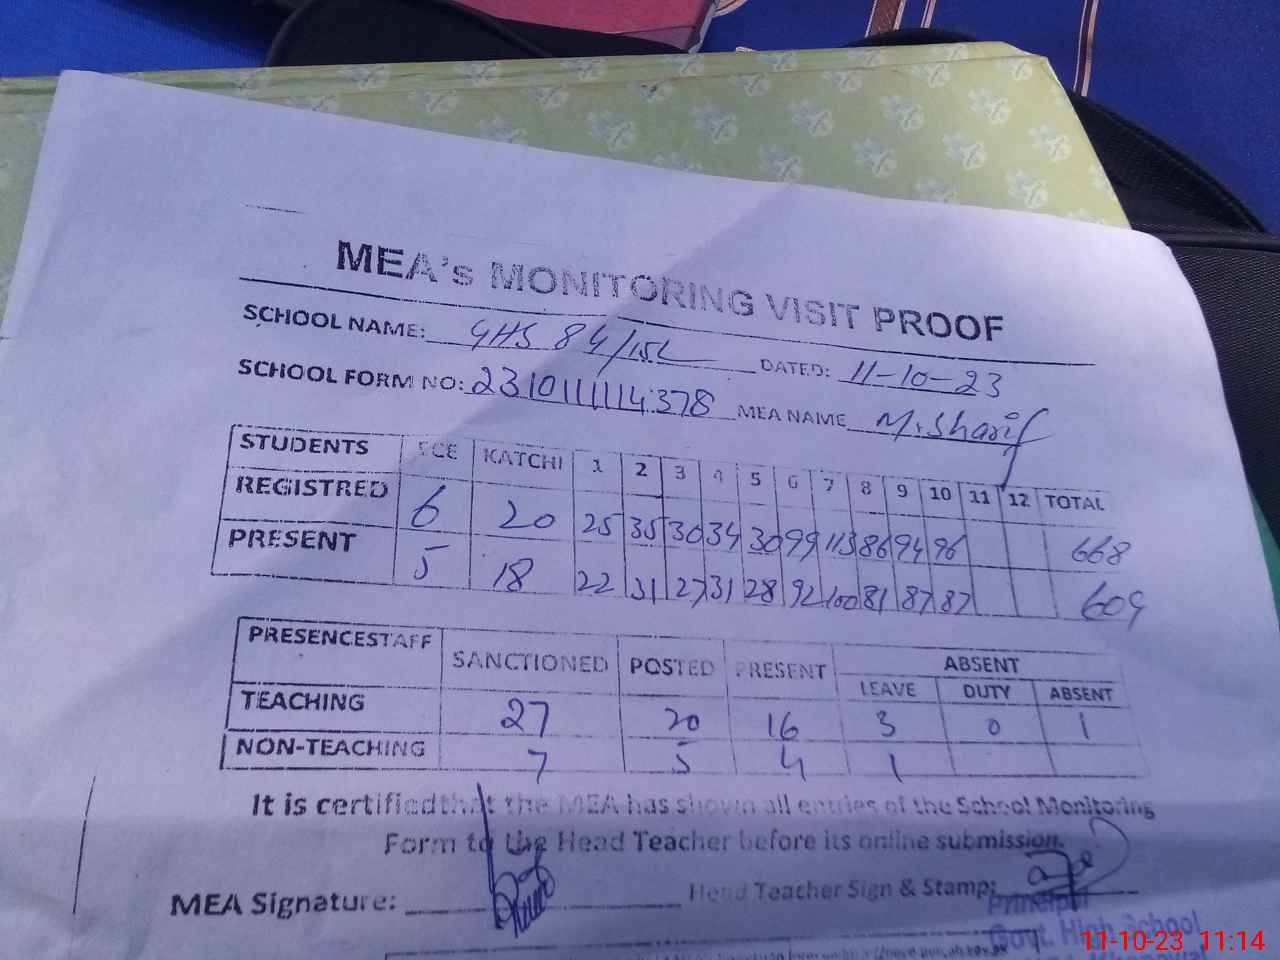 MEA's MONITORING VISIT PROOF
SCHOOL NAME: GHS 84/15L DATED: 11-10-23
SCHOOL FORM NO: 23101111114378 MEA NAME M.Sharif
STUDENTS ECE KATCHI 1 2 3 4 5 6 7 8 9 10 11 12 TOTAL
REGISTRED 6 20 25 35 30 34 30 99 113 86 94 96 668
PRESENT 5 18 22 31 27 31 28 92 100 81 87 87 609
PRESENCESTAFF SANCTIONED POSTED PRESENT ABSENT
LEAVE DUTY ABSENT
TEACHING 27 20 16 3 0 1
NON-TEACHING 7 5 4 1
It is certifiedthat the MEA has shown all entries of the School Monitoring
Form to the Head Teacher before its online submission.
MEA Signature: Head Teacher Sign & Stamp:
Principal
Govt. High School
11-10-23 11:14